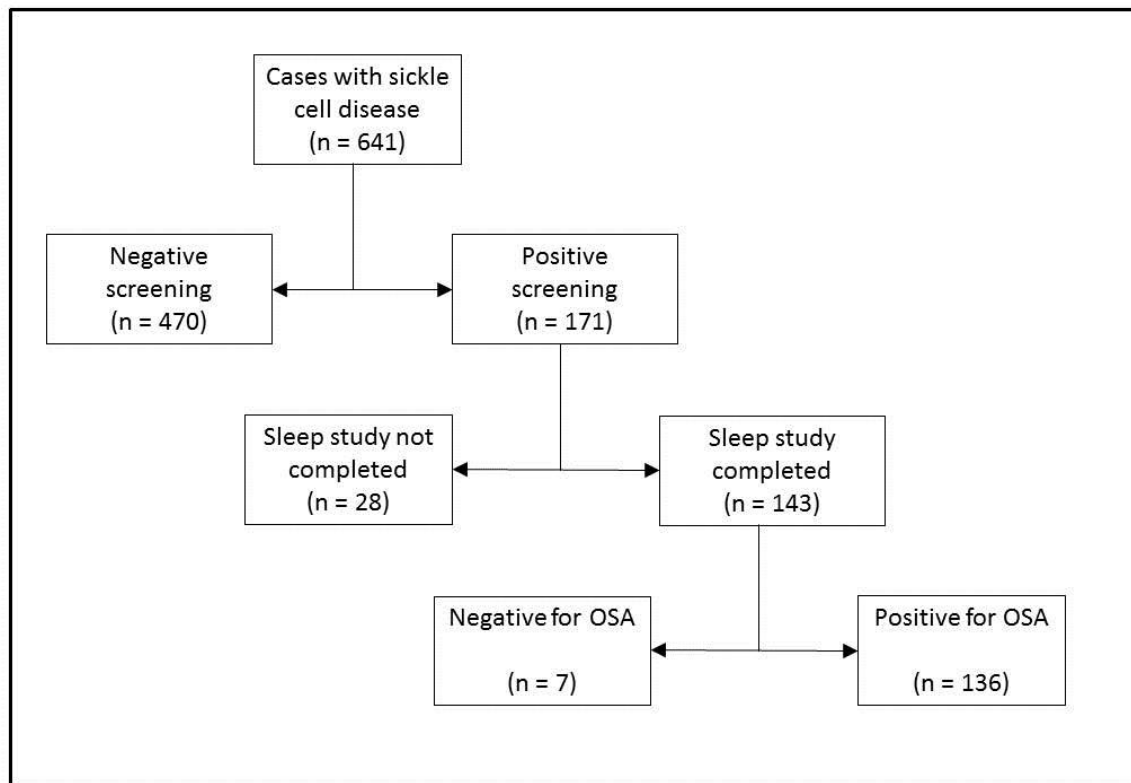 Cases with sickle
cell disease
(n = 641)
Negative
screening
(n = 470)
Positive
screening
(n = 171)
Sleep study not
completed
(n = 28)
Sleep study
completed
(n = 143)
Negative for OSA
(n = 7)
Positive for OSA
(n = 136)